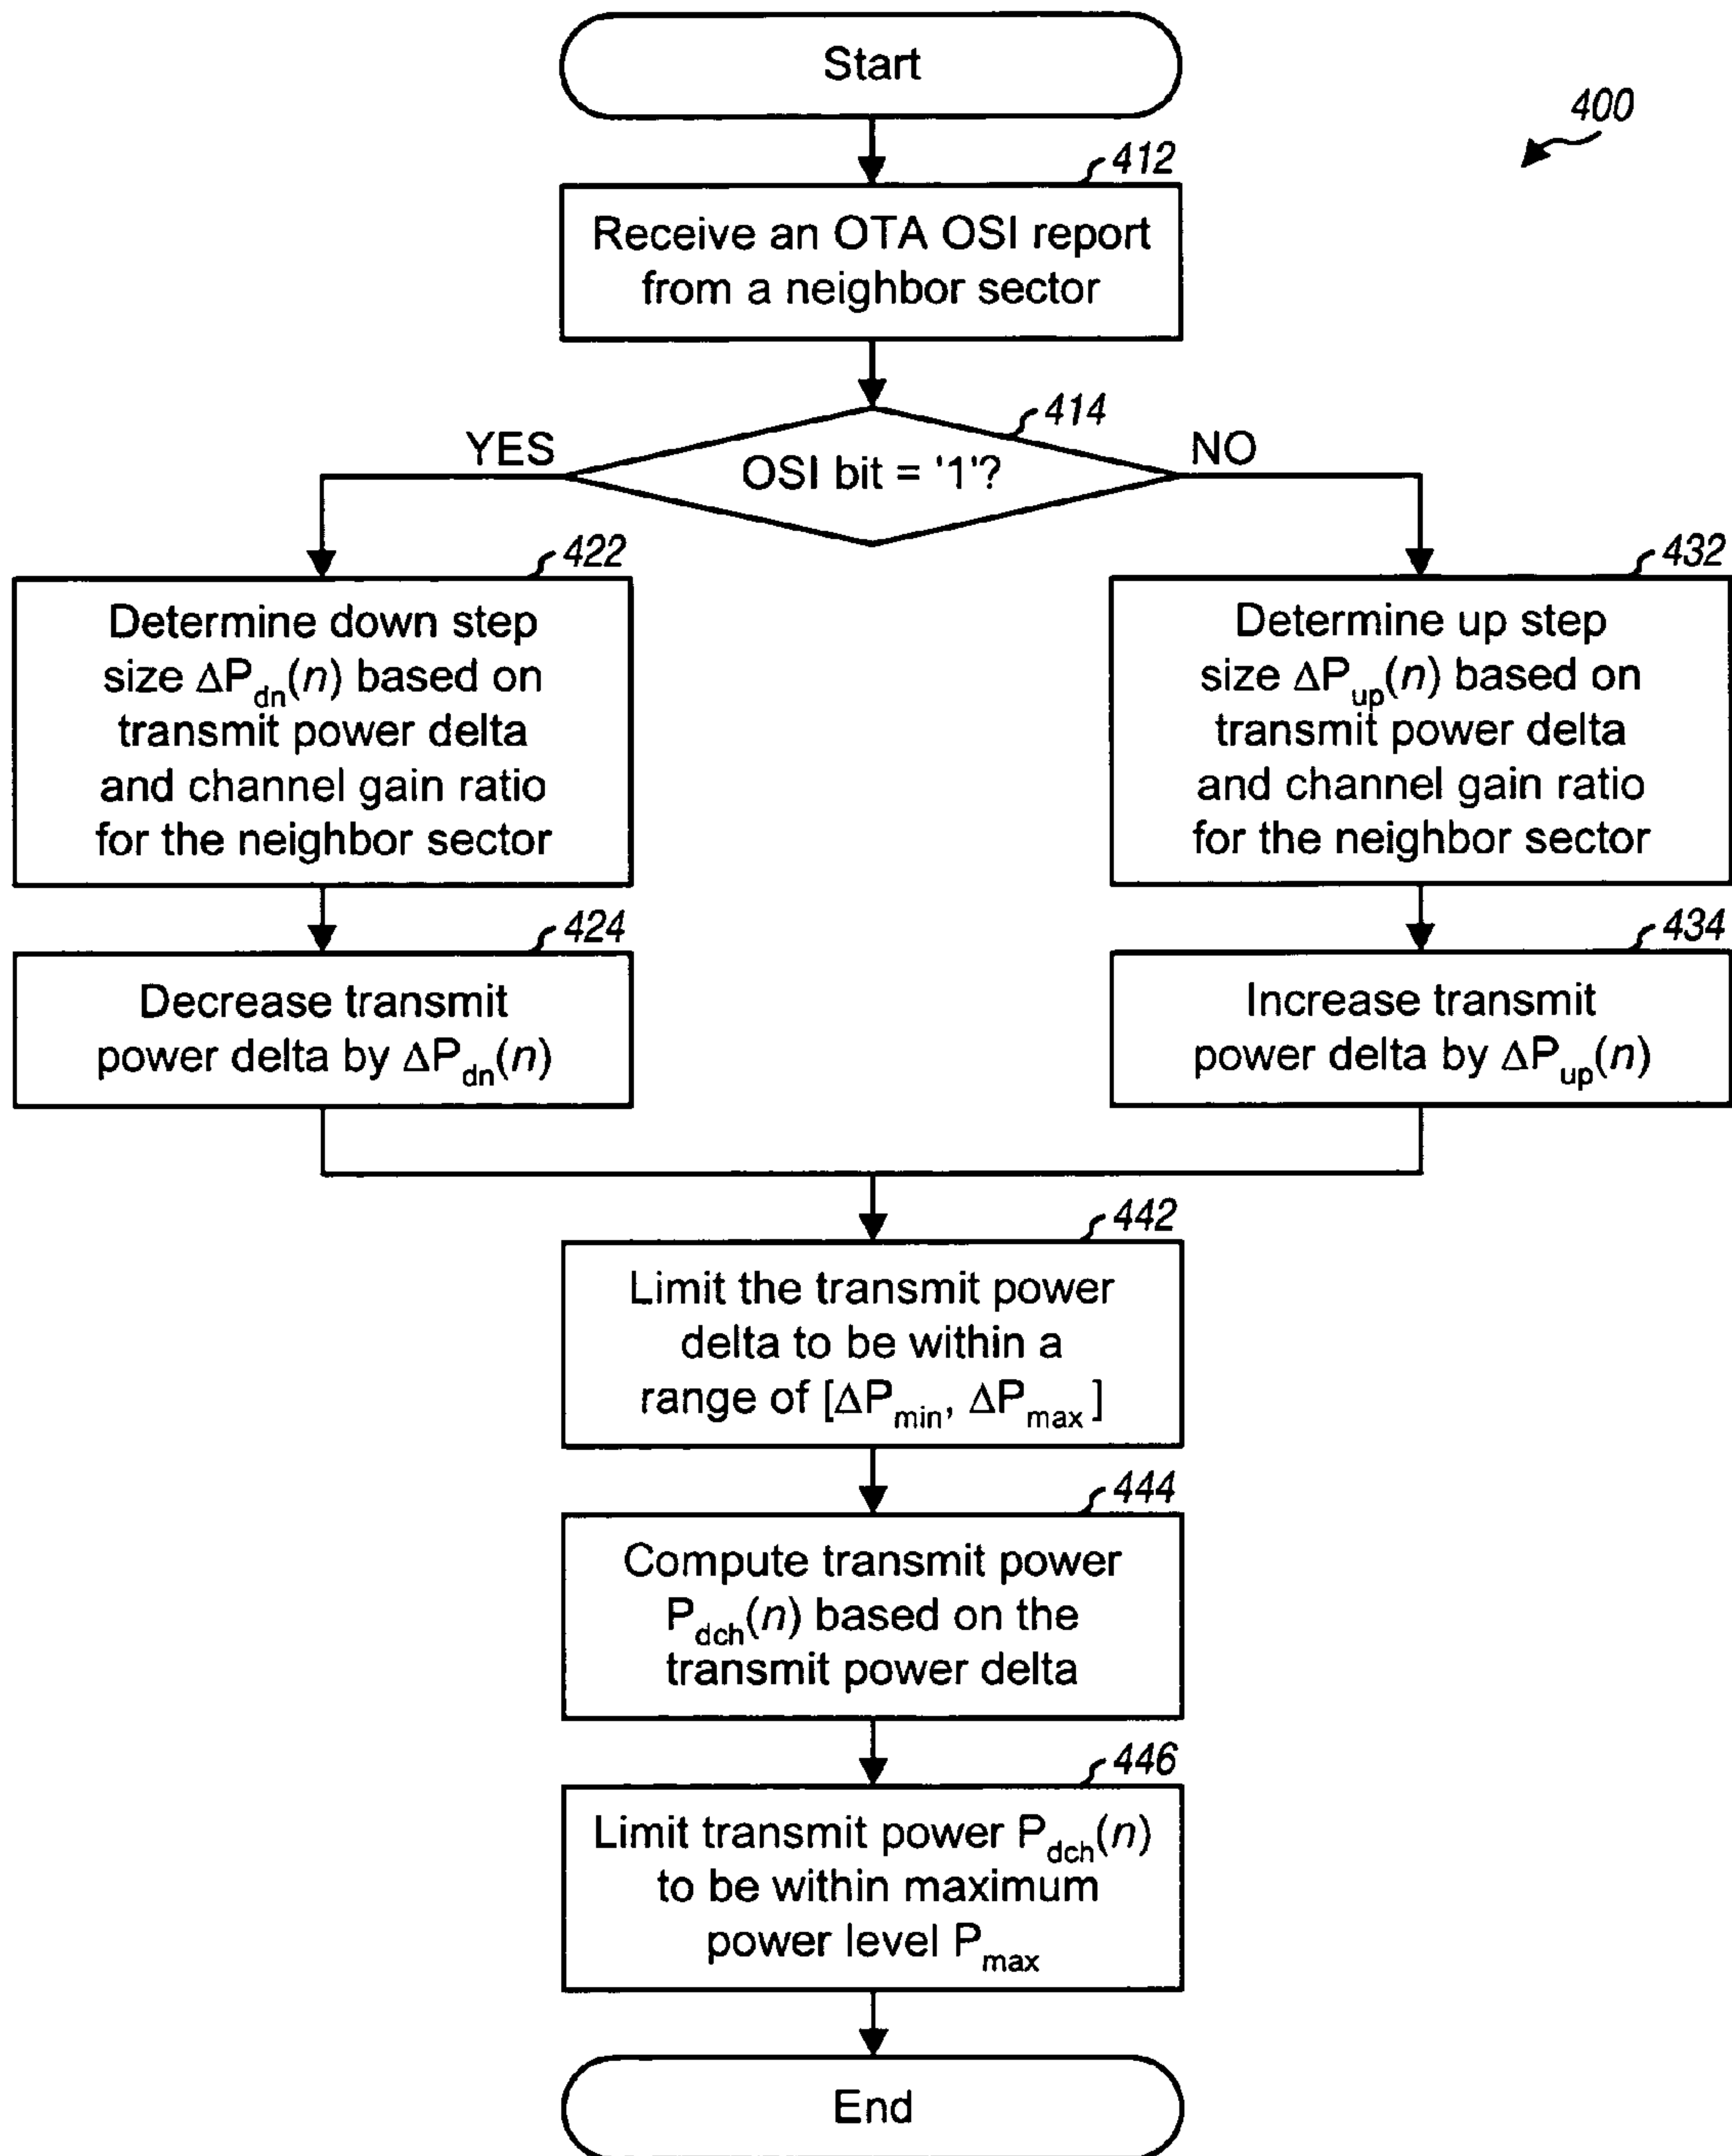 Start
400
412
Receive an OTA OSI report
from a neighbor sector
414
YES
OSI bit = '1'?
NO
422
Determine down step
size ΔPdn(n) based on
transmit power delta
and channel gain ratio
for the neighbor sector
432
Determine up step
size ΔPup(n) based on
transmit power delta
and channel gain ratio
for the neighbor sector
424
Decrease transmit
power delta by ΔPdn(n)
434
Increase transmit
power delta by ΔPup(n)
442
Limit the transmit power
delta to be within a
range of [ΔPmin, ΔPmax]
444
Compute transmit power
Pdch(n) based on the
transmit power delta
446
Limit transmit power Pdch(n)
to be within maximum
power level Pmax
End